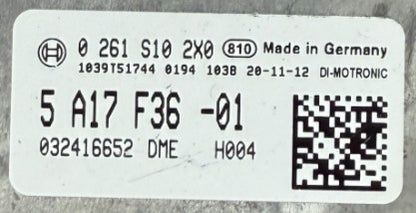 0 261 S10 2X0 810 Made in Germany
1039T51744 0194 1038 20-11-12 DI-MOTRONIC
5 A17 F36 -01
032416652 DME H004